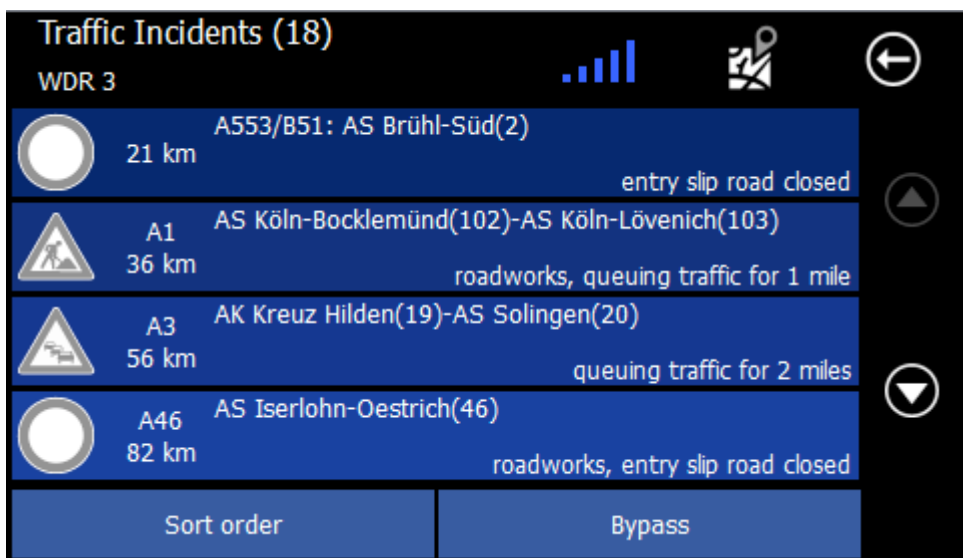 Traffic Incidents (18)
WDR 3
A553/B51: AS Brühl-Süd(2)
21 km
entry slip road closed
A1
AS Köln-Bocklemünd(102)-AS Köln-Lövenich(103)
36 km
roadworks, queuing traffic for 1 mile
A3
AK Kreuz Hilden(19)-AS Solingen(20)
56 km
queuing traffic for 2 miles
A46
AS Iserlohn-Oestrich(46)
82 km
roadworks, entry slip road closed
Sort order
Bypass